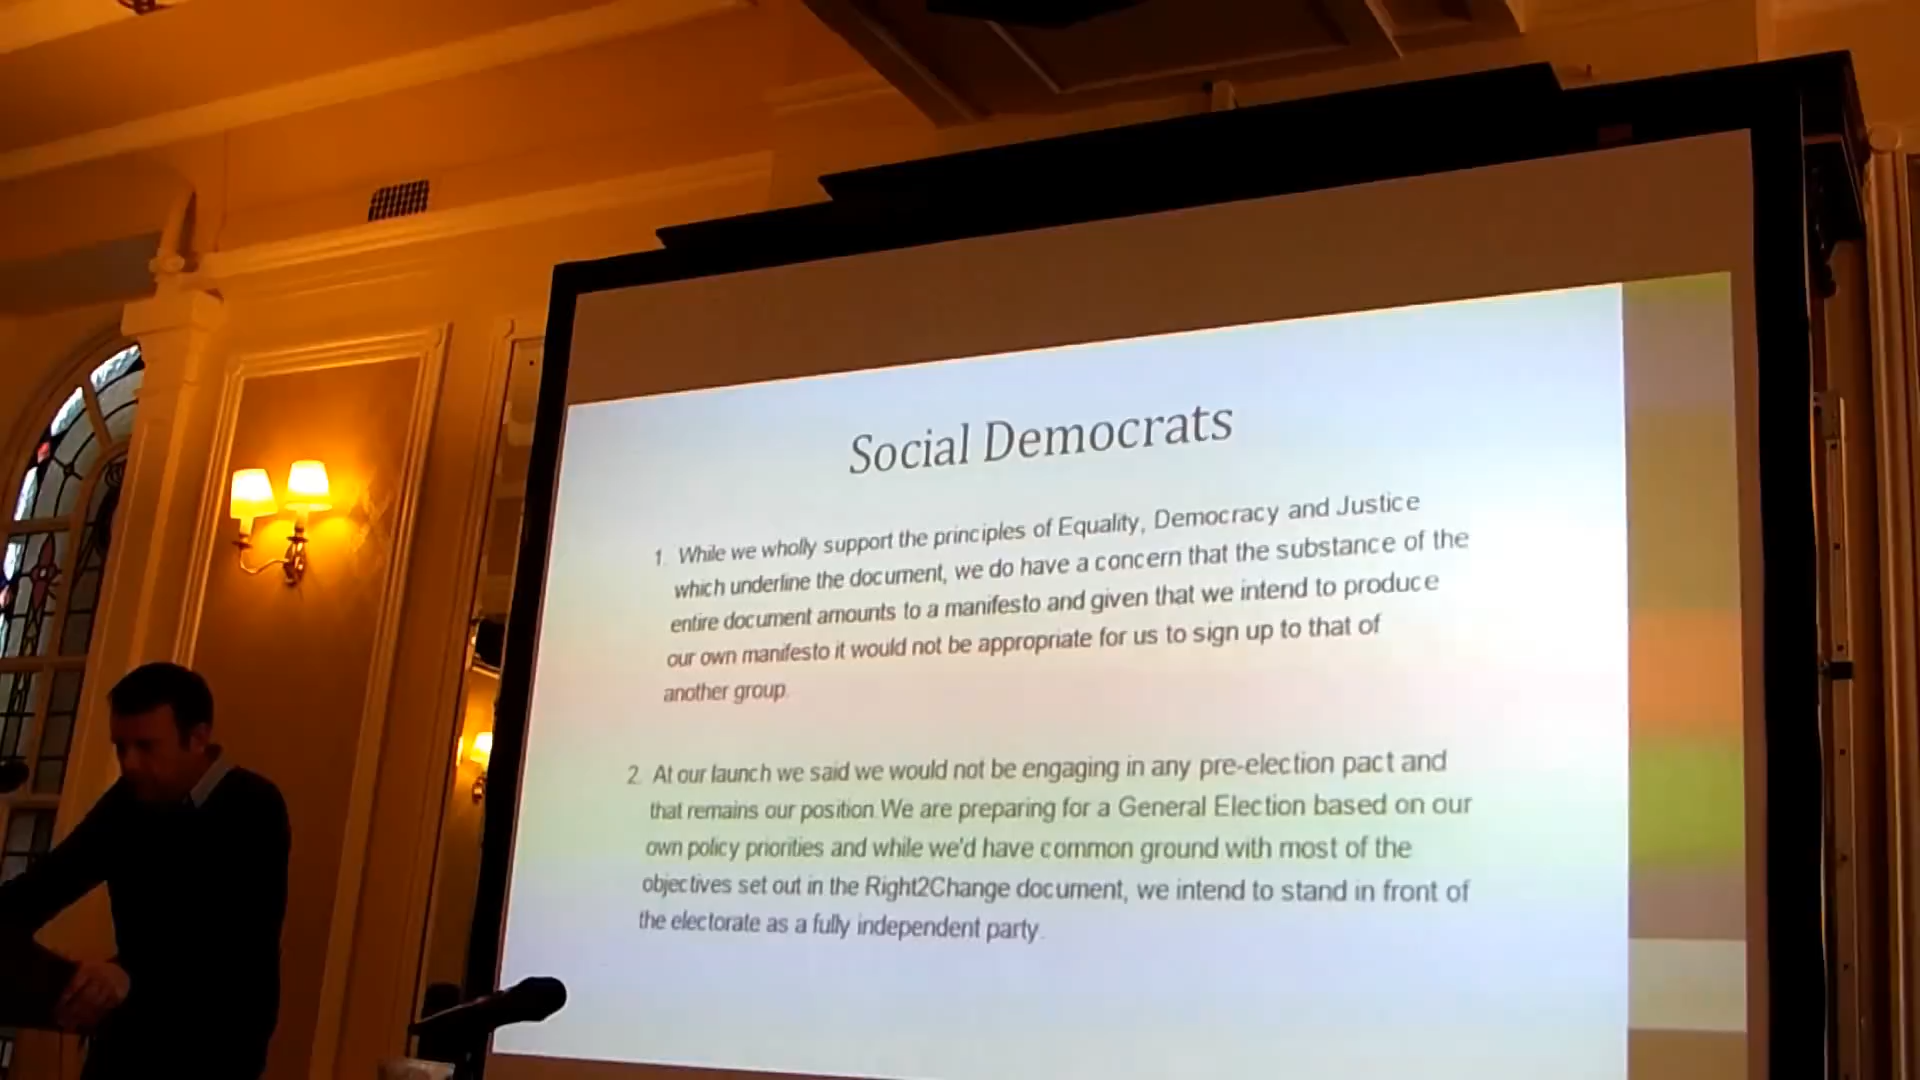 Social Democrats
1. While we wholly support the principles of Equality, Democracy and Justice
which underline the document, we do have a concern that the substance of the
entire document amounts to a manifesto and given that we intend to produce
our own manifesto it would not be appropriate for us to sign up to that of
another group.
2. At our launch we said we would not be engaging in any pre-election pact and
that remains our position.We are preparing for a General Election based on our
own policy priorities and while we'd have common ground with most of the
objectives set out in the Right2Change document, we intend to stand in front of
the electorate as a fully independent party.